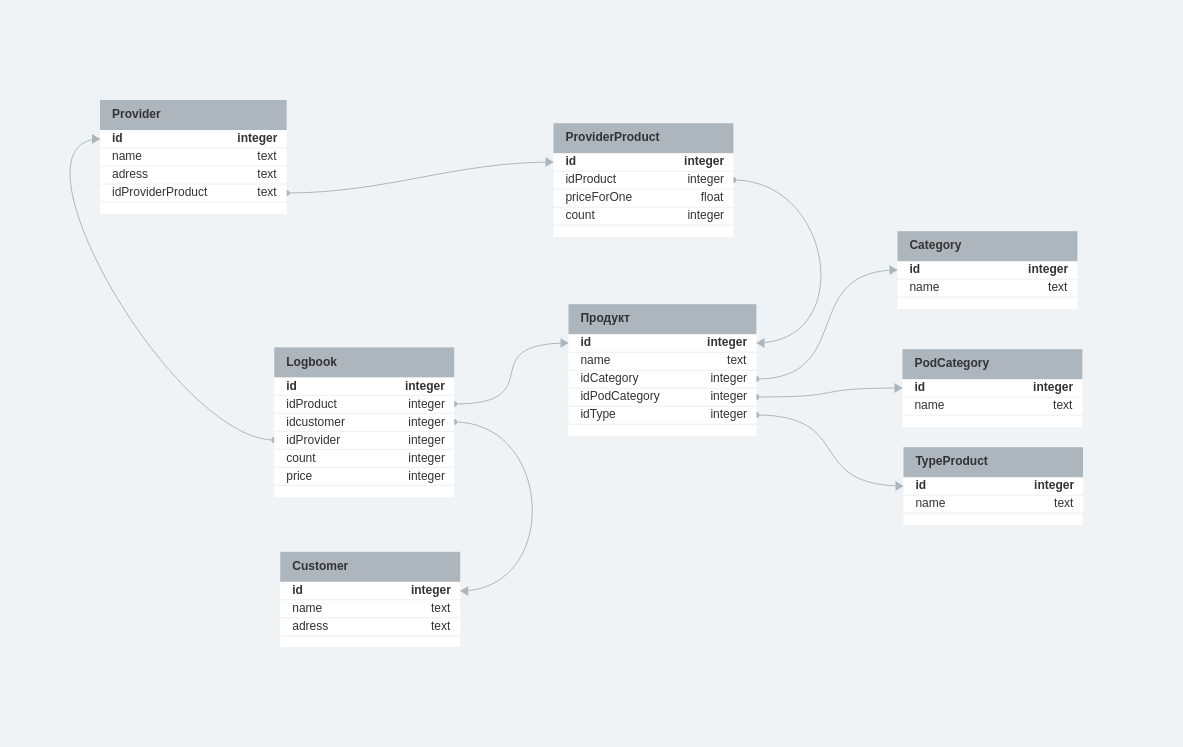 Provider
id integer
name text
adress text
idProviderProduct text
ProviderProduct
id integer
idProduct integer
priceForOne float
count integer
Category
id integer
name text
Продукт
id integer
name text
idCategory integer
idPodCategory integer
idType integer
Logbook
id integer
idProduct integer
idcustomer integer
idProvider integer
count integer
price integer
PodCategory
id integer
name text
TypeProduct
id integer
name text
Customer
id integer
name text
adress text